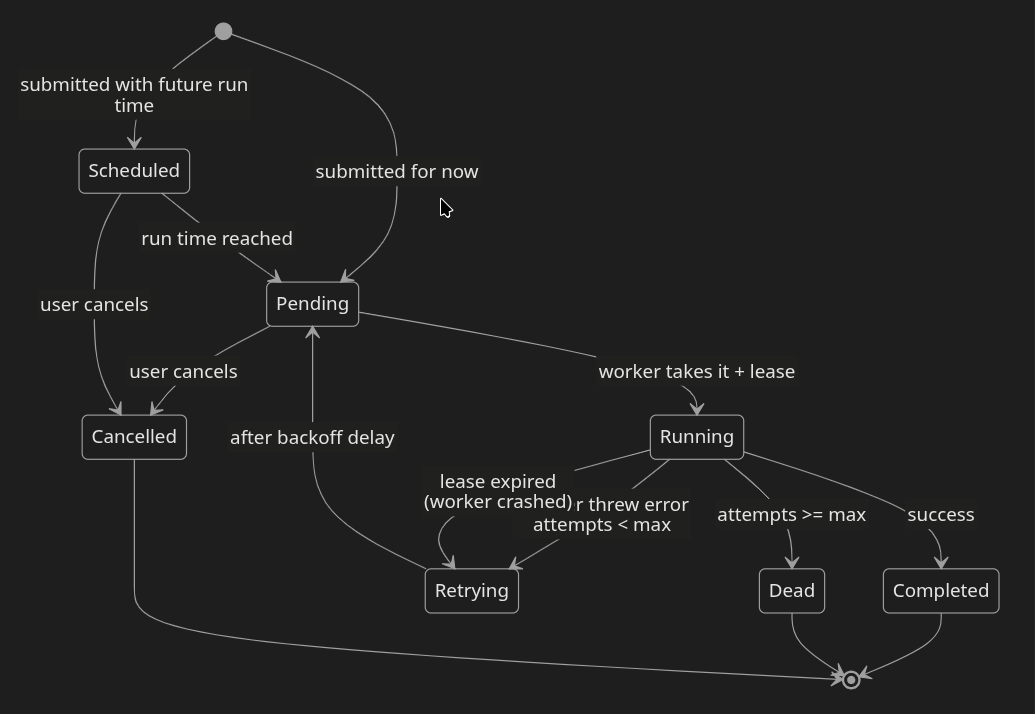 submitted with future run
time
Scheduled
submitted for now
run time reached
user cancels
Pending
user cancels
worker takes it + lease
Cancelled
after backoff delay
Running
lease expired
(worker crashed)
threw error
attempts < max
attempts >= max
success
Retrying
Dead
Completed